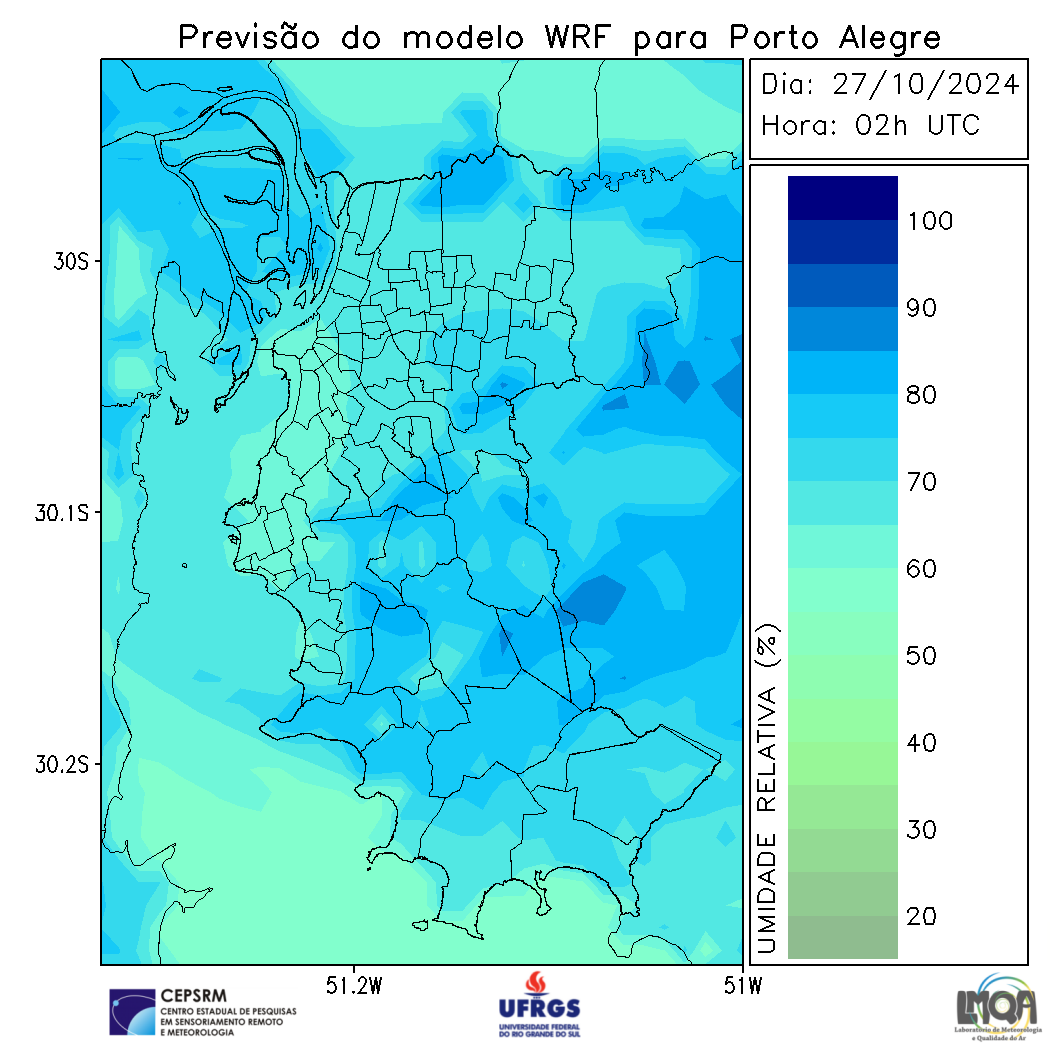 Previsão do modelo WRF para Porto Alegre
Dia: 27/10/2024
Hora: 02h UTC
30S
30.1S
30.2S
51.2W
51W
UMIDADE RELATIVA (%)
100
90
80
70
60
50
40
30
20
CEPSRM
CENTRO ESTADUAL DE PESQUISAS
EM SENSORIAMENTO REMOTO
E METEOROLOGIA
UFRGS
UNIVERSIDADE FEDERAL
DO RIO GRANDE DO SUL
LMQA
Laboratório de Meteorologia
e Qualidade do Ar